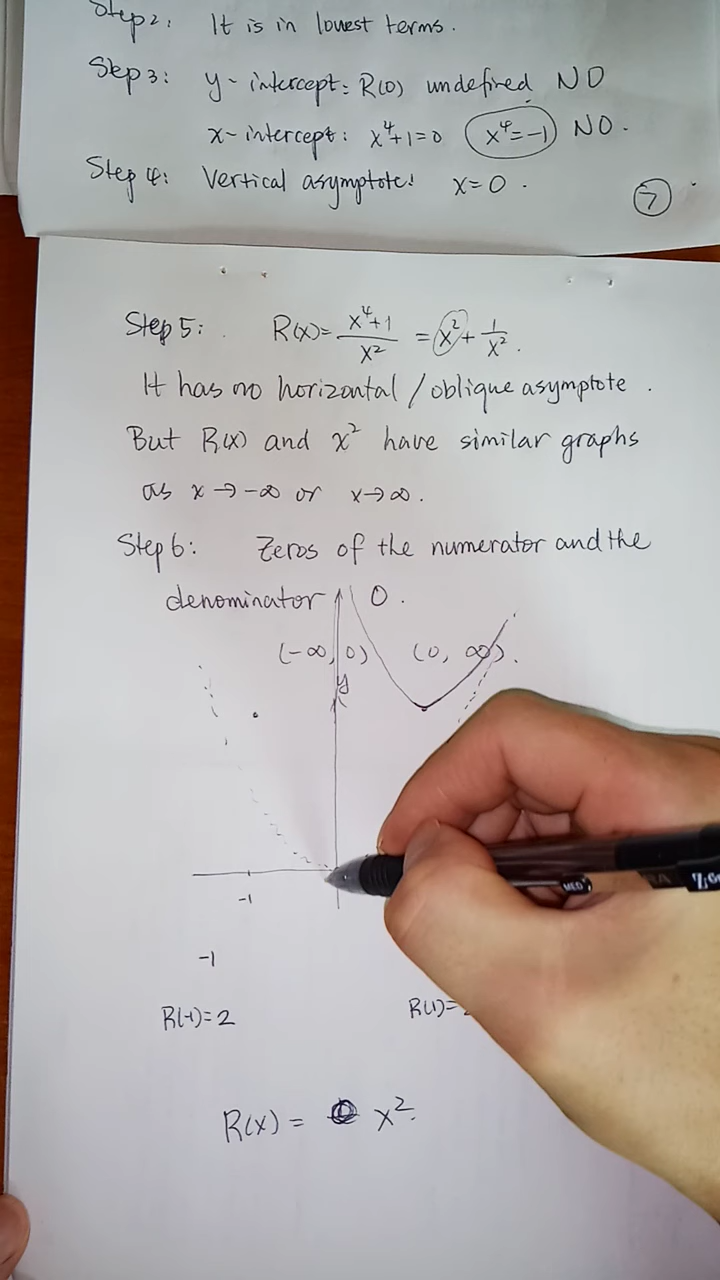 Step 2: It is in lowest terms.
Step 3: y-intercept: R(0) undefined NO
x-intercept: x⁴+1=0 x⁴=-1 NO.
Step 4: Vertical asymptote: x=0.
7
Step 5: R(x)= (x⁴+1)/x² = x² + 1/x².
It has no horizontal/oblique asymptote.
But R(x) and x² have similar graphs
as x→-∞ or x→∞.
Step 6: Zeros of the numerator and the
denominator 0.
(-∞, 0) (0, ∞).
y
-1
-1
R(-1)=2 R(1)=
R(x) = x²
MED